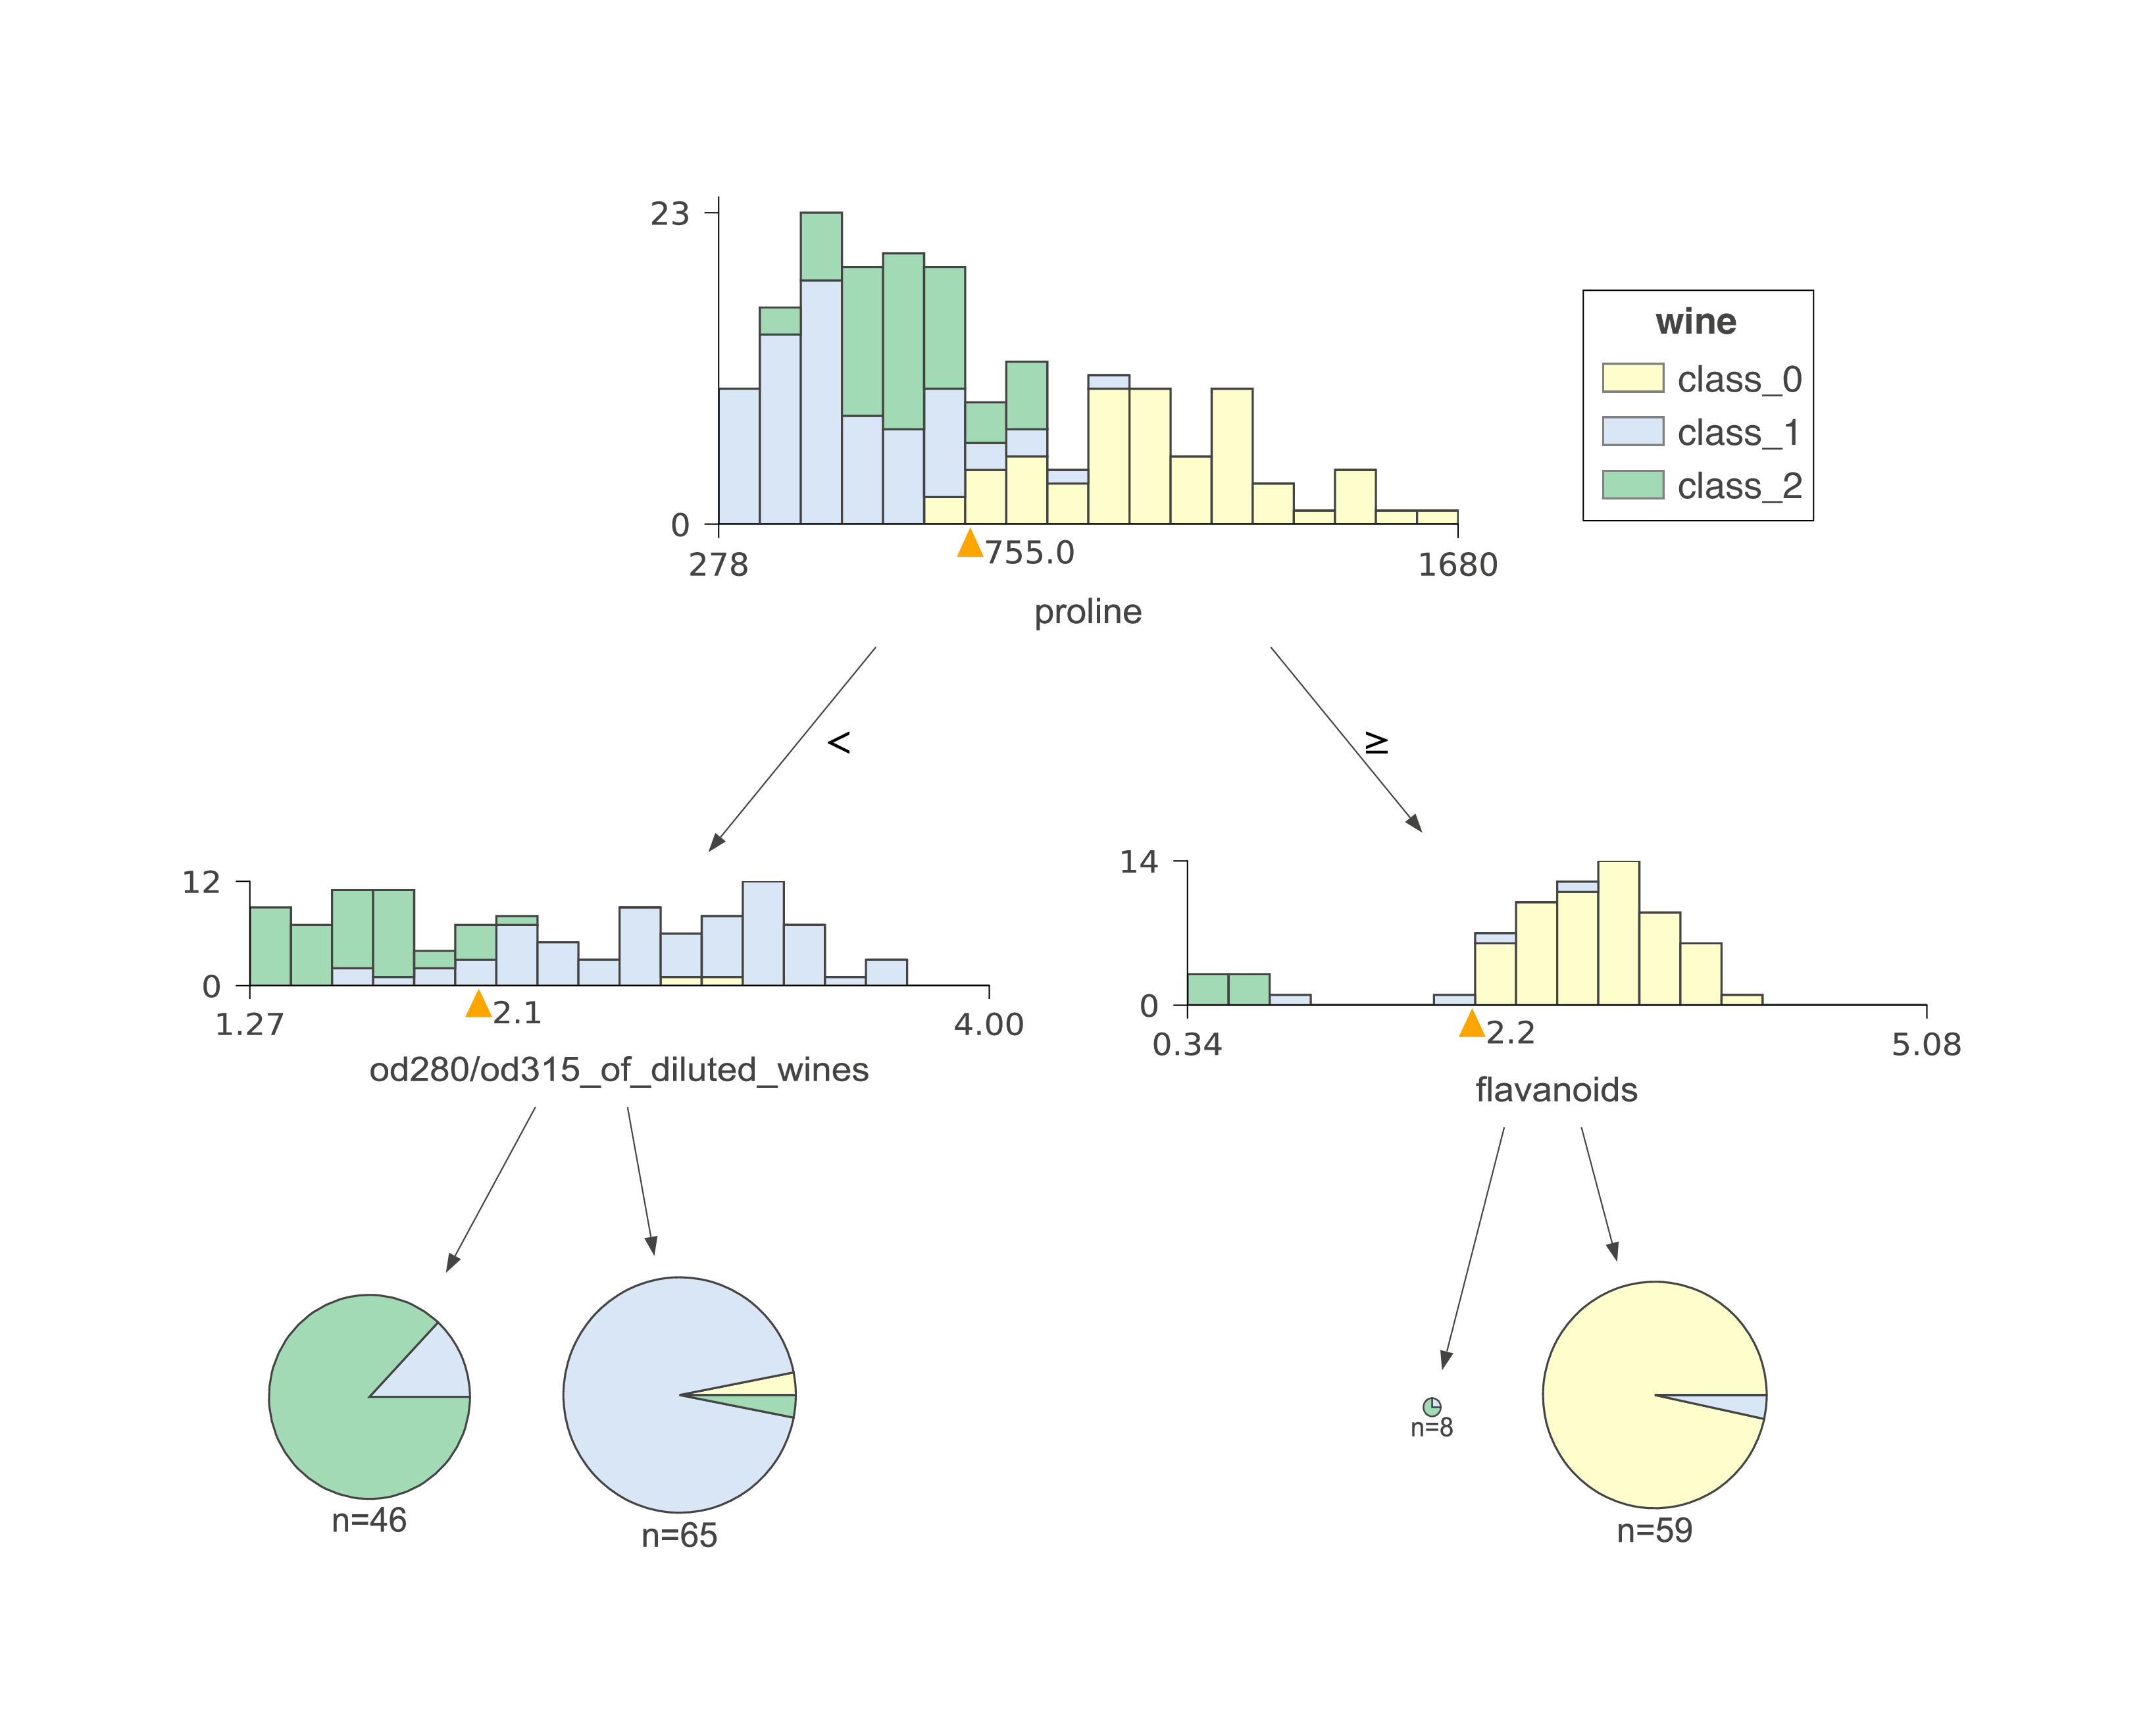 23
0
278
755.0
1680
proline
wine
class_0
class_1
class_2
<
≥
12
0
1.27
2.1
4.00
od280/od315_of_diluted_wines
14
0
0.34
2.2
5.08
flavanoids
n=46
n=65
n=8
n=59